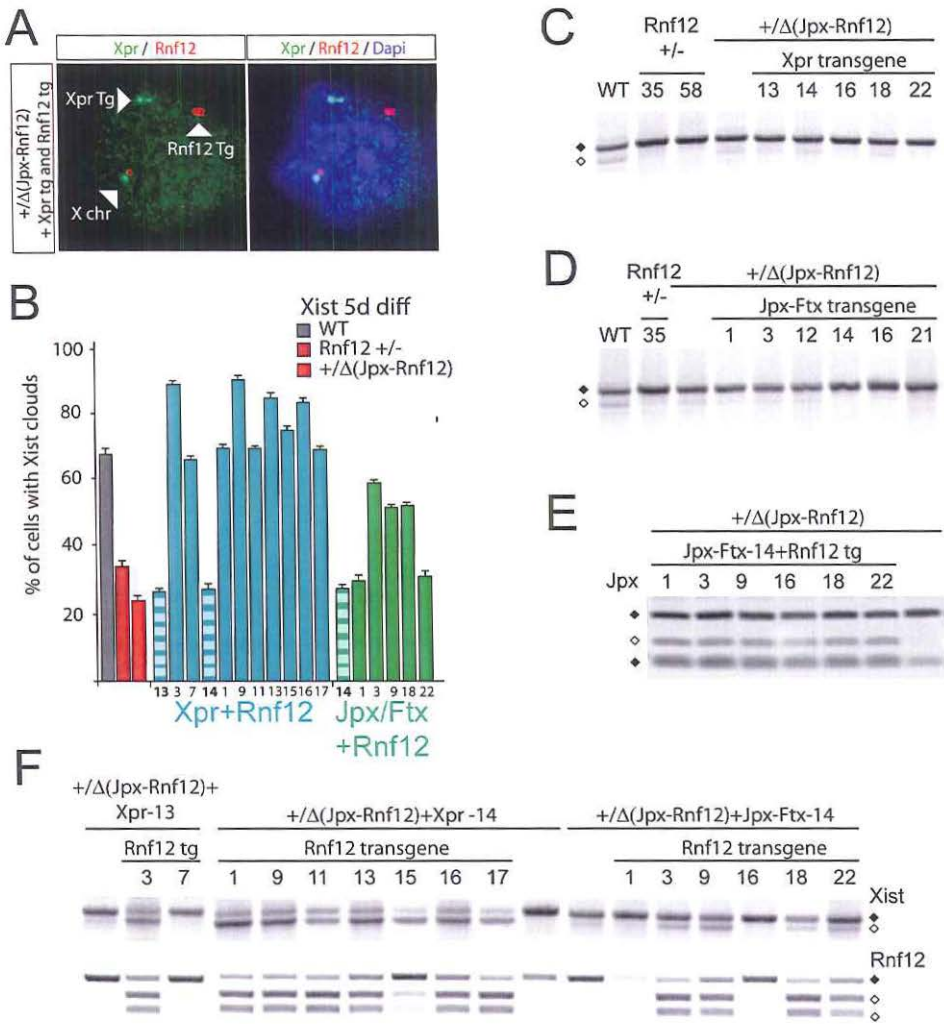 A
Xpr / Rnf12
Xpr / Rnf12 / Dapi
+/Δ(Jpx-Rnf12)
+ Xpr tg and Rnf12 tg
Xpr Tg
Rnf12 Tg
X chr
B
Xist 5d diff
WT
Rnf12 +/-
+/Δ(Jpx-Rnf12)
% of cells with Xist clouds
100
80
60
40
20
13 3 7 14 1 9 11 13 15 16 17 14 1 3 9 18 22
Xpr+Rnf12
Jpx/Ftx
+Rnf12
C
Rnf12
+/-
+/Δ(Jpx-Rnf12)
Xpr transgene
WT 35 58 13 14 16 18 22
D
Rnf12
+/-
+/Δ(Jpx-Rnf12)
Jpx-Ftx transgene
WT 35 1 3 12 14 16 21
E
+/Δ(Jpx-Rnf12)
Jpx-Ftx-14+Rnf12 tg
Jpx 1 3 9 16 18 22
F
+/Δ(Jpx-Rnf12)+
Xpr-13
+/Δ(Jpx-Rnf12)+Xpr -14
+/Δ(Jpx-Rnf12)+Jpx-Ftx-14
Rnf12 tg
Rnf12 transgene
Rnf12 transgene
3 7 1 9 11 13 15 16 17 1 3 9 16 18 22
Xist
Rnf12